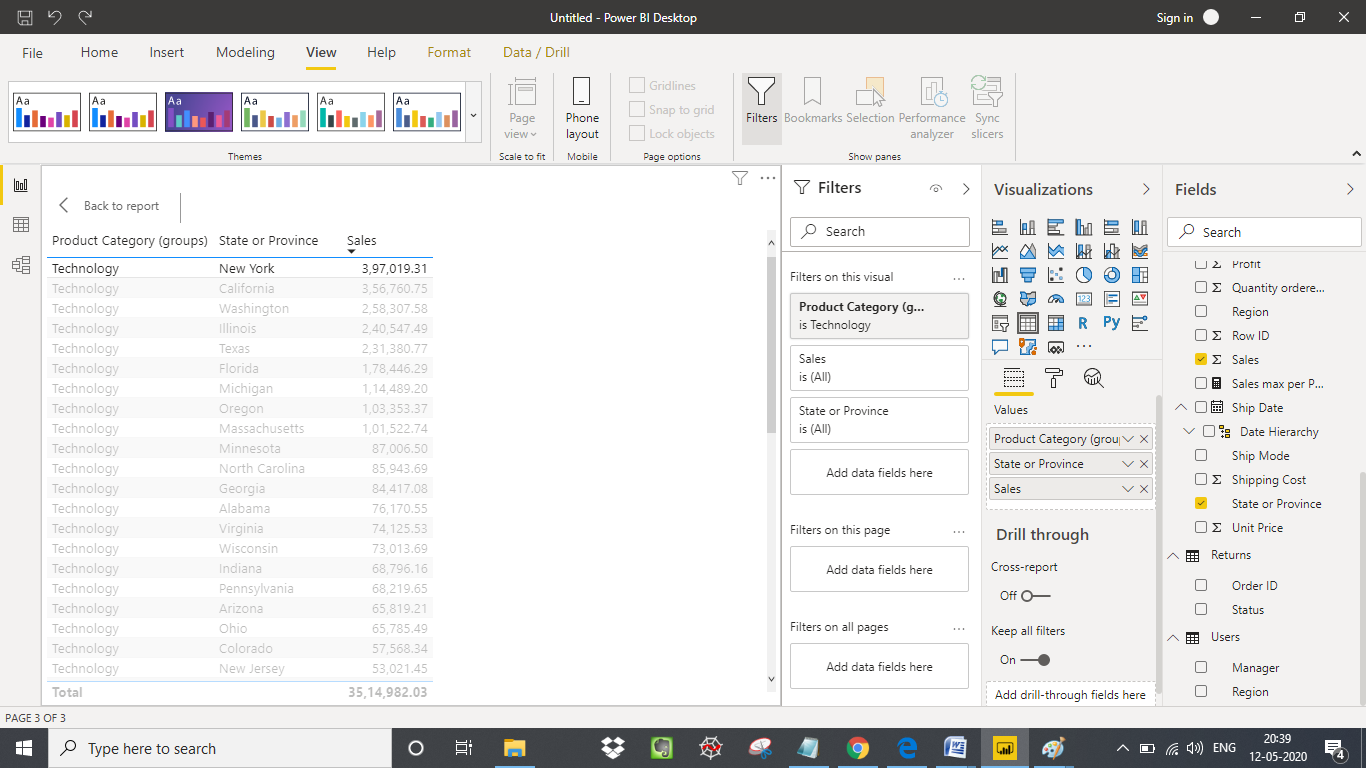 Untitled - Power BI Desktop
Sign in
File
Home
Insert
Modeling
View
Help
Format
Data / Drill
Aa
Aa
Aa
Aa
Aa
Aa
Themes
Page view
Scale to fit
Phone layout
Mobile
Gridlines
Snap to grid
Lock objects
Page options
Filters
Bookmarks
Selection
Performance analyzer
Sync slicers
Show panes
Back to report
Product Category (groups) State or Province Sales
Technology New York 3,97,019.31
Technology California 3,56,760.75
Technology Washington 2,58,307.58
Technology Illinois 2,40,547.49
Technology Texas 2,31,380.77
Technology Florida 1,78,446.29
Technology Michigan 1,14,489.20
Technology Oregon 1,03,353.37
Technology Massachusetts 1,01,522.74
Technology Minnesota 87,006.50
Technology North Carolina 85,943.69
Technology Georgia 84,417.08
Technology Alabama 76,170.55
Technology Virginia 74,125.53
Technology Wisconsin 73,013.69
Technology Indiana 68,796.16
Technology Pennsylvania 68,219.65
Technology Arizona 65,819.21
Technology Ohio 65,785.49
Technology Colorado 57,568.34
Technology New Jersey 53,021.45
Total 35,14,982.03
Filters
Search
Filters on this visual
Product Category (g...
is Technology
Sales
is (All)
State or Province
is (All)
Add data fields here
Filters on this page
Add data fields here
Filters on all pages
Add data fields here
Visualizations
123
R
Py
Values
Product Category (grou
State or Province
Sales
Drill through
Cross-report
Off
Keep all filters
On
Add drill-through fields here
Fields
Search
Profit
Quantity ordere...
Region
Row ID
Sales
Sales max per P...
Ship Date
Date Hierarchy
Ship Mode
Shipping Cost
State or Province
Unit Price
Returns
Order ID
Status
Users
Manager
Region
PAGE 3 OF 3
Type here to search
ENG
20:39
12-05-2020
4